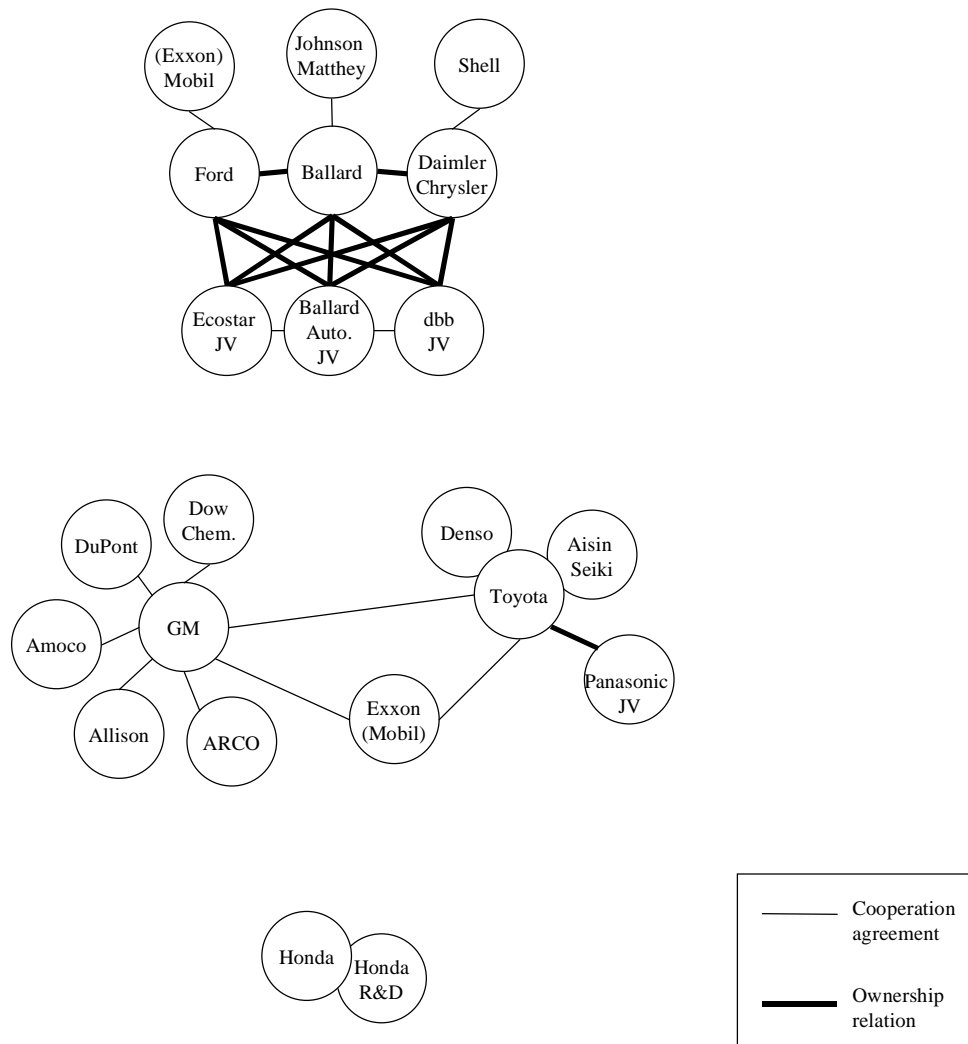 (Exxon)
Mobil
Johnson
Matthey
Shell
Ford
Ballard
Daimler
Chrysler
Ecostar
JV
Ballard
Auto.
JV
dbb
JV
Dow
Chem.
DuPont
Denso
Aisin
Seiki
Toyota
GM
Amoco
Panasonic
JV
Exxon
(Mobil)
Allison
ARCO
Honda
Honda
R&D
Cooperation
agreement
Ownership
relation